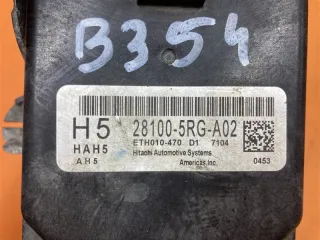 B354
H5 28100-5RG-A02
HAH5 ETH010-470 D1 7104
AH5 Hitachi Automotive Systems
Americas, Inc. 0453